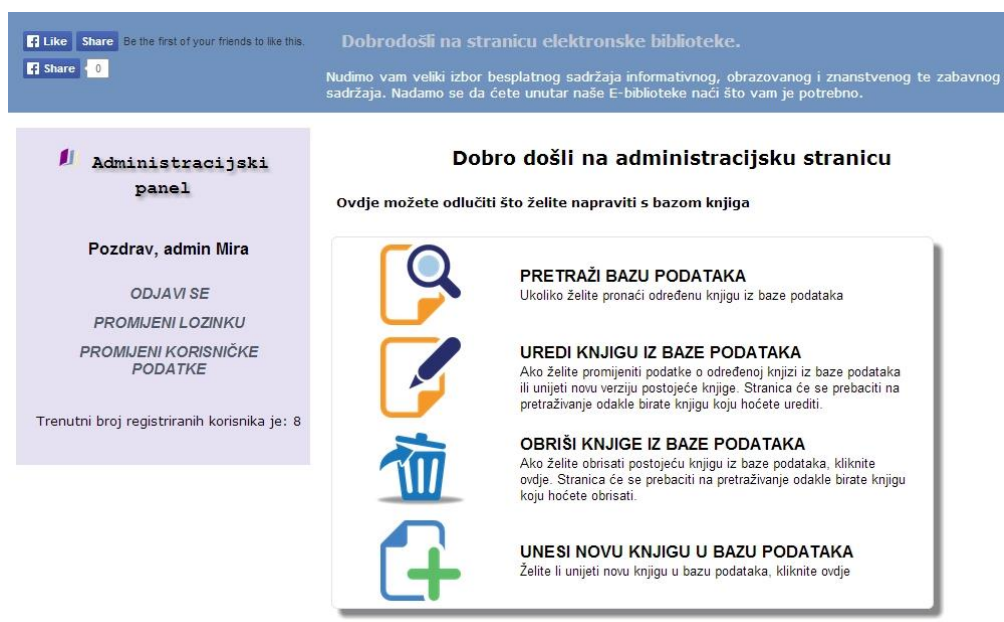 Like Share Be the first of your friends to like this.
Share 0
Dobrodošli na stranicu elektronske biblioteke.
Nudimo vam veliki izbor besplatnog sadržaja informativnog, obrazovanog i znanstvenog te zabavnog
sadržaja. Nadamo se da ćete unutar naše E-biblioteke naći što vam je potrebno.
Administracijski
panel
Pozdrav, admin Mira
ODJAVI SE
PROMIJENI LOZINKU
PROMIJENI KORISNIČKE
PODATKE
Trenutni broj registriranih korisnika je: 8
Dobro došli na administracijsku stranicu
Ovdje možete odlučiti što želite napraviti s bazom knjiga
PRETRAŽI BAZU PODATAKA
Ukoliko želite pronaći određenu knjigu iz baze podataka
UREDI KNJIGU IZ BAZE PODATAKA
Ako želite promijeniti podatke o određenoj knjizi iz baze podataka
ili unijeti novu verziju postojeće knjige. Stranica će se prebaciti na
pretraživanje odakle birate knjigu koju hoćete urediti.
OBRIŠI KNJIGE IZ BAZE PODATAKA
Ako želite obrisati postojeću knjigu iz baze podataka, kliknite
ovdje. Stranica će se prebaciti na pretraživanje odakle birate knjigu
koju hoćete obrisati.
UNESI NOVU KNJIGU U BAZU PODATAKA
Želite li unijeti novu knjigu u bazu podataka, kliknite ovdje